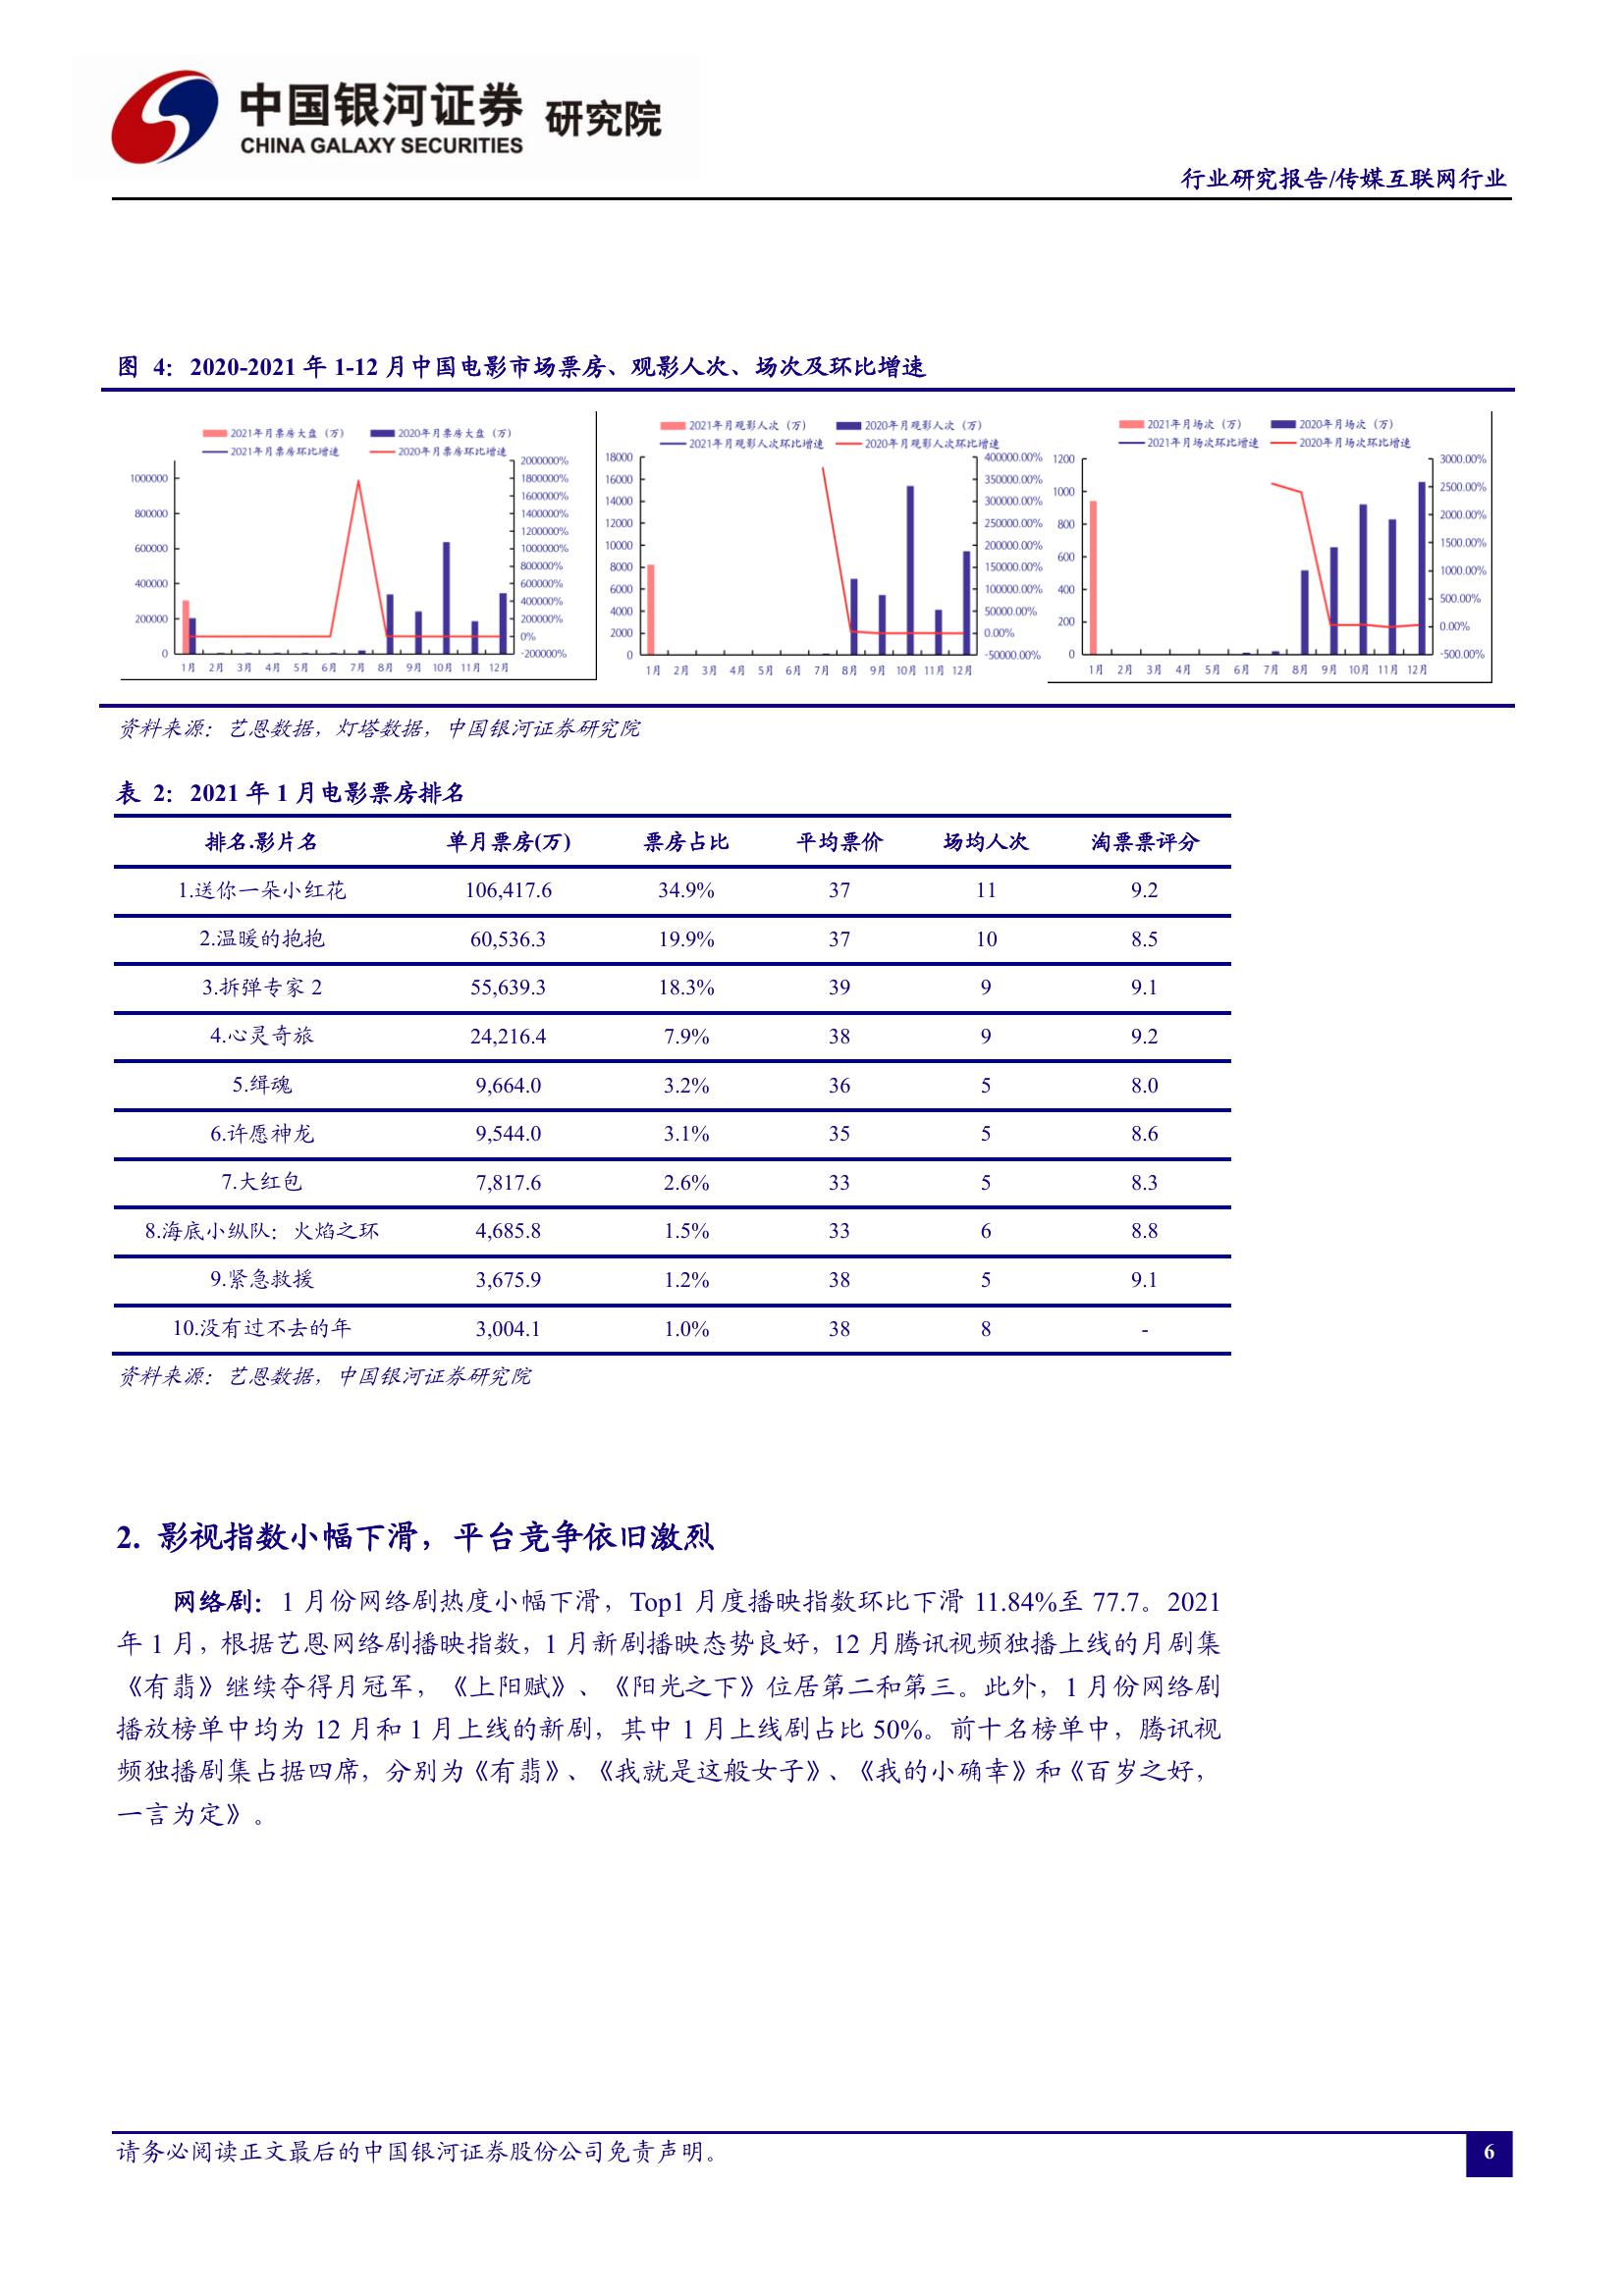 中国银河证券 研究院
CHINA GALAXY SECURITIES
行业研究报告/传媒互联网行业
图 4：2020-2021 年 1-12 月中国电影市场票房、观影人次、场次及环比增速
2021年月票房大盘（万） 2020年月票房大盘（万）
2021年月票房环比增速 2020年月票房环比增速
1000000
800000
600000
400000
200000
0
2000000%
1800000%
1600000%
1400000%
1200000%
1000000%
800000%
600000%
400000%
200000%
0%
-200000%
1月 2月 3月 4月 5月 6月 7月 8月 9月 10月 11月 12月
2021年月观影人次（万） 2020年月观影人次（万）
2021年月观影人次环比增速 2020年月观影人次环比增速
18000
16000
14000
12000
10000
8000
6000
4000
2000
0
400000.00%
350000.00%
300000.00%
250000.00%
200000.00%
150000.00%
100000.00%
50000.00%
0.00%
-50000.00%
1月 2月 3月 4月 5月 6月 7月 8月 9月 10月 11月 12月
2021年月场次（万） 2020年月场次（万）
2021年月场次环比增速 2020年月场次环比增速
1200
1000
800
600
400
200
0
3000.00%
2500.00%
2000.00%
1500.00%
1000.00%
500.00%
0.00%
-500.00%
1月 2月 3月 4月 5月 6月 7月 8月 9月 10月 11月 12月
资料来源：艺恩数据，灯塔数据，中国银河证券研究院
表 2：2021 年 1 月电影票房排名
排名.影片名 单月票房(万) 票房占比 平均票价 场均人次 淘票票评分
1.送你一朵小红花 106,417.6 34.9% 37 11 9.2
2.温暖的抱抱 60,536.3 19.9% 37 10 8.5
3.拆弹专家 2 55,639.3 18.3% 39 9 9.1
4.心灵奇旅 24,216.4 7.9% 38 9 9.2
5.缉魂 9,664.0 3.2% 36 5 8.0
6.许愿神龙 9,544.0 3.1% 35 5 8.6
7.大红包 7,817.6 2.6% 33 5 8.3
8.海底小纵队：火焰之环 4,685.8 1.5% 33 6 8.8
9.紧急救援 3,675.9 1.2% 38 5 9.1
10.没有过不去的年 3,004.1 1.0% 38 8 -
资料来源：艺恩数据，中国银河证券研究院
2. 影视指数小幅下滑，平台竞争依旧激烈
网络剧：1 月份网络剧热度小幅下滑，Top1 月度播映指数环比下滑 11.84%至 77.7。2021
年 1 月，根据艺恩网络剧播映指数，1 月新剧播映态势良好，12 月腾讯视频独播上线的月剧集
《有翡》继续夺得月冠军，《上阳赋》、《阳光之下》位居第二和第三。此外，1 月份网络剧
播放榜单中均为 12 月和 1 月上线的新剧，其中 1 月上线剧占比 50%。前十名榜单中，腾讯视
频独播剧集占据四席，分别为《有翡》、《我就是这般女子》、《我的小确幸》和《百岁之好，
一言为定》。
请务必阅读正文最后的中国银河证券股份公司免责声明。
6